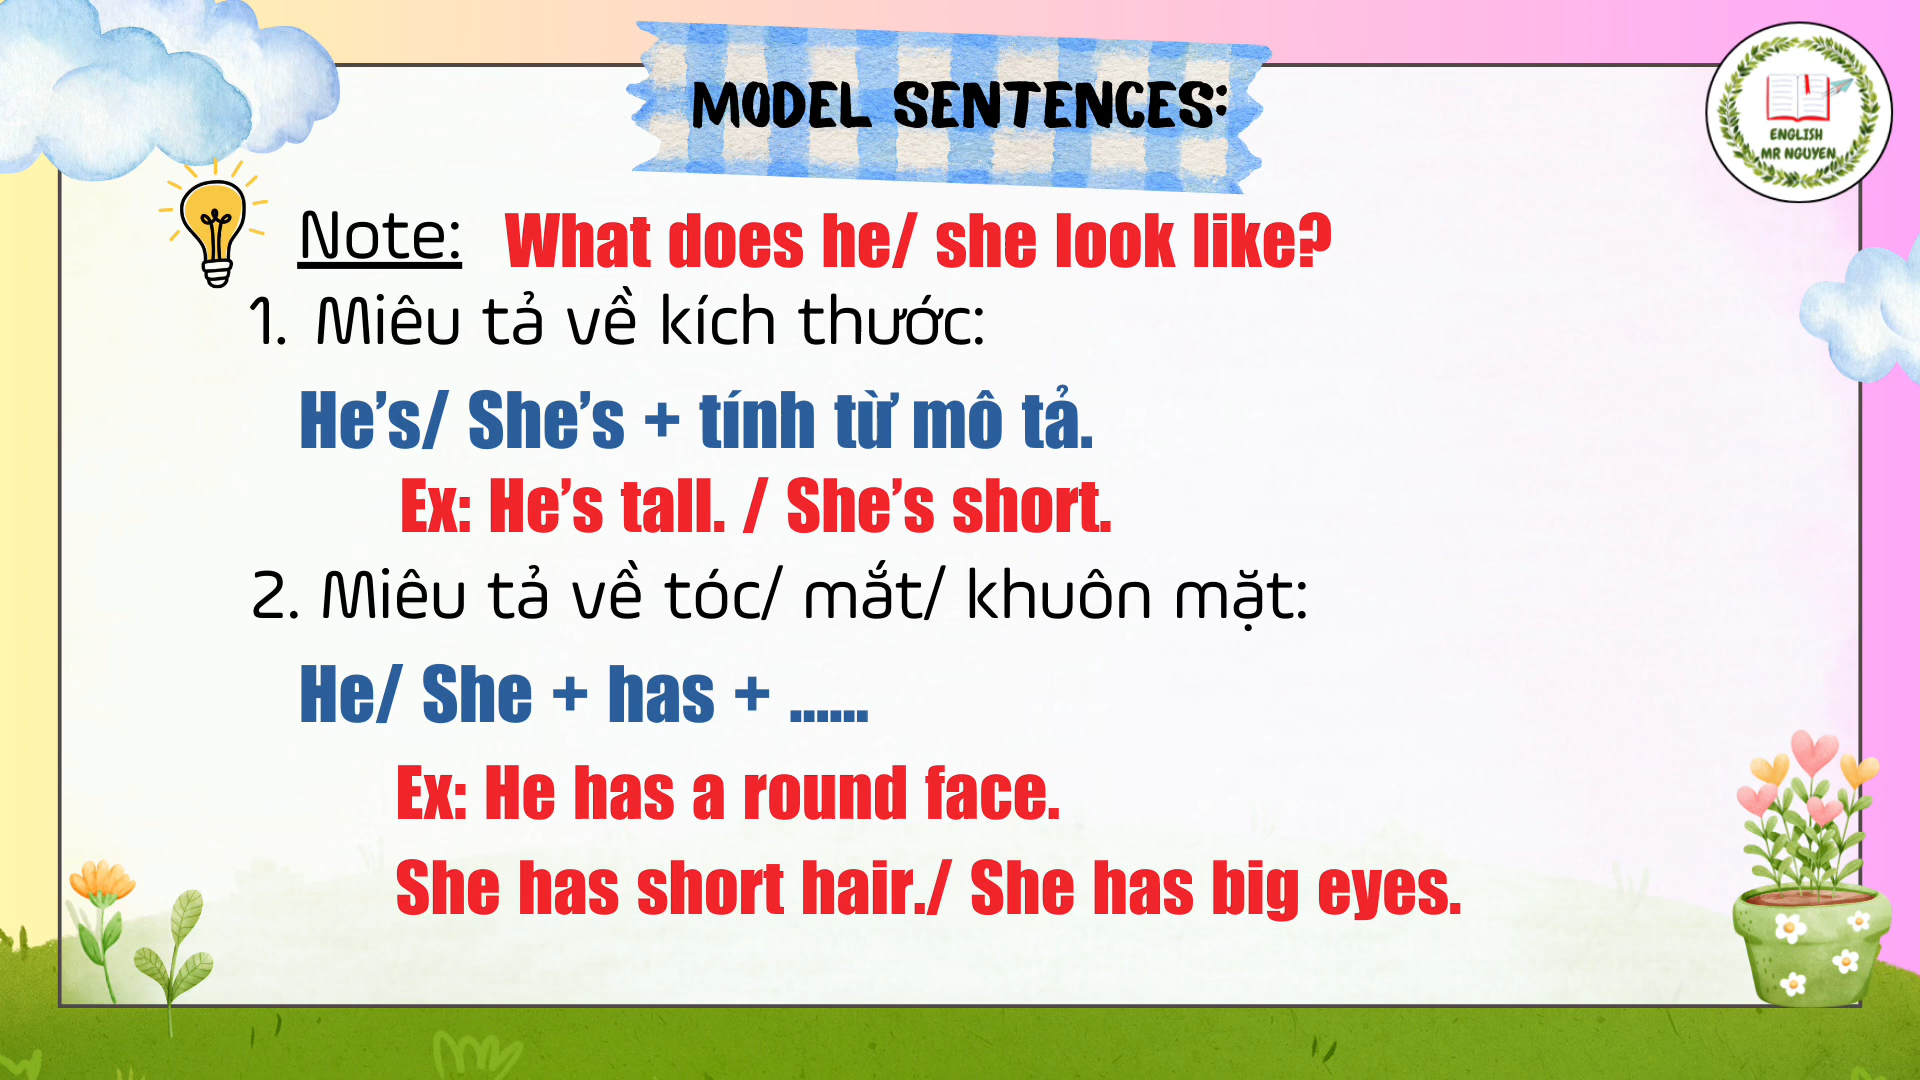 MODEL SENTENCES:
ENGLISH
MR NGUYEN
Note: What does he/ she look like?
1. Miêu tả về kích thước:
He’s/ She’s + tính từ mô tả.
Ex: He’s tall. / She’s short.
2. Miêu tả về tóc/ mắt/ khuôn mặt:
He/ She + has + ......
Ex: He has a round face.
She has short hair./ She has big eyes.